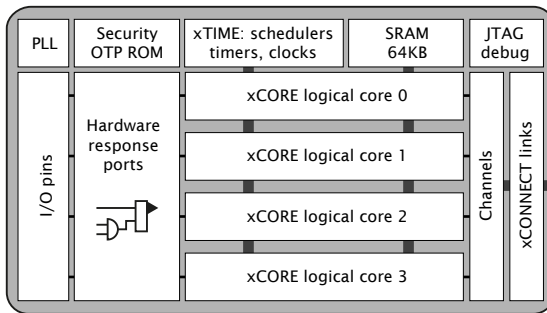 PLL
Security
OTP ROM
xTIME: schedulers
timers, clocks
SRAM
64KB
JTAG
debug
I/O pins
Hardware
response
ports
xCORE logical core 0
xCORE logical core 1
xCORE logical core 2
xCORE logical core 3
Channels
xCONNECT links